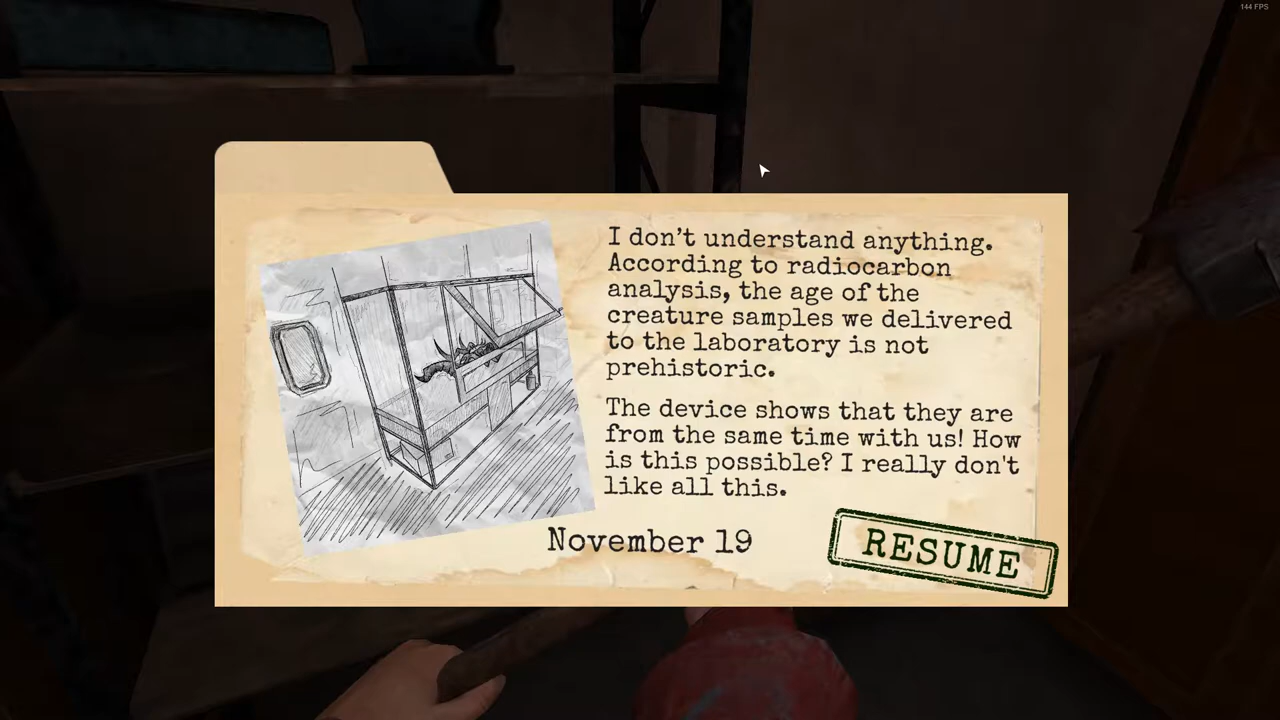 144 FPS
I don’t understand anything.
According to radiocarbon
analysis, the age of the
creature samples we delivered
to the laboratory is not
prehistoric.
The device shows that they are
from the same time with us! How
is this possible? I really don't
like all this.
November 19
RESUME